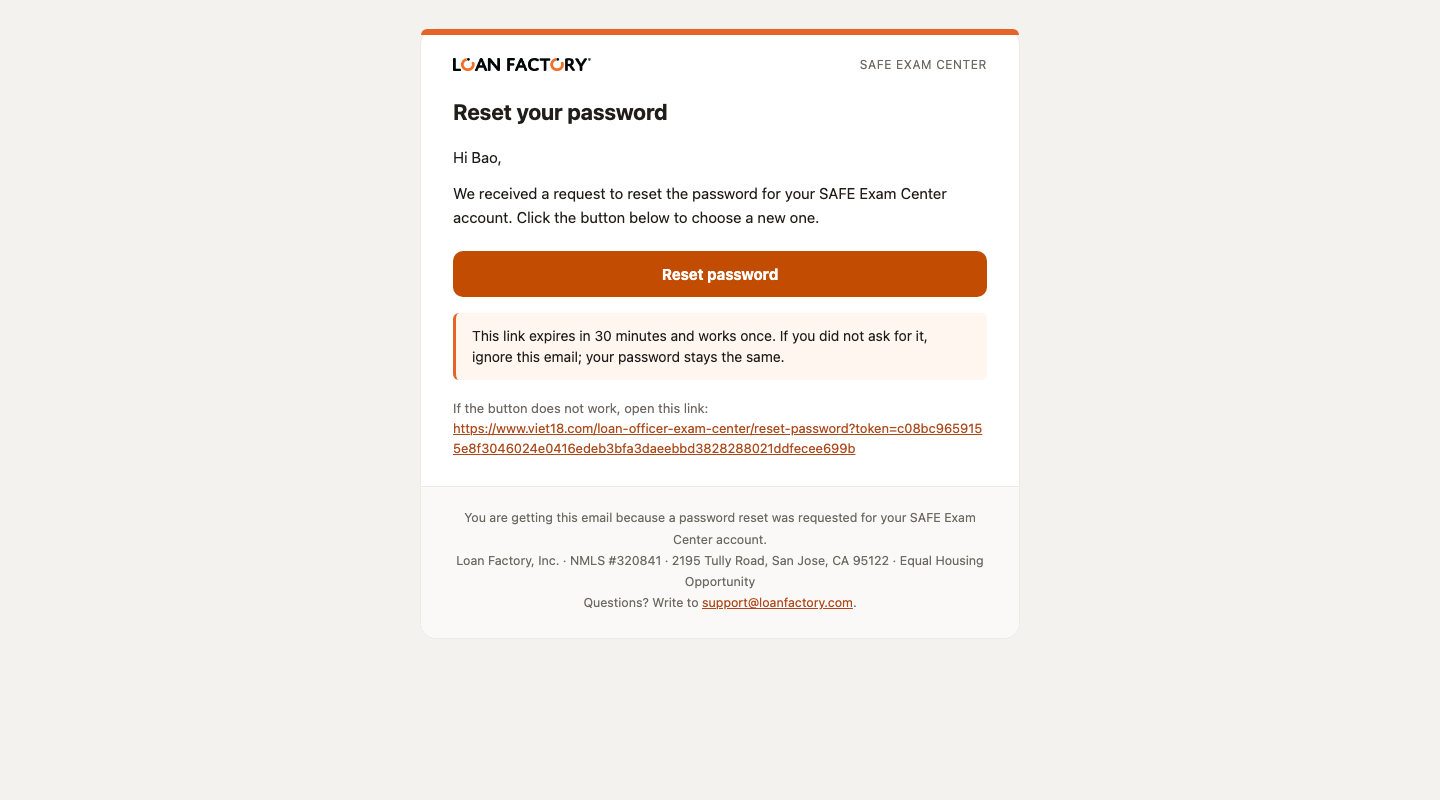 LOAN FACTORY
SAFE EXAM CENTER
Reset your password
Hi Bao,
We received a request to reset the password for your SAFE Exam Center
account. Click the button below to choose a new one.
Reset password
This link expires in 30 minutes and works once. If you did not ask for it,
ignore this email; your password stays the same.
If the button does not work, open this link:
https://www.viet18.com/loan-officer-exam-center/reset-password?token=c08bc965915
5e8f3046024e0416edeb3bfa3daeebbd3828288021ddfecee699b
You are getting this email because a password reset was requested for your SAFE Exam
Center account.
Loan Factory, Inc. · NMLS #320841 · 2195 Tully Road, San Jose, CA 95122 · Equal Housing
Opportunity
Questions? Write to support@loanfactory.com.